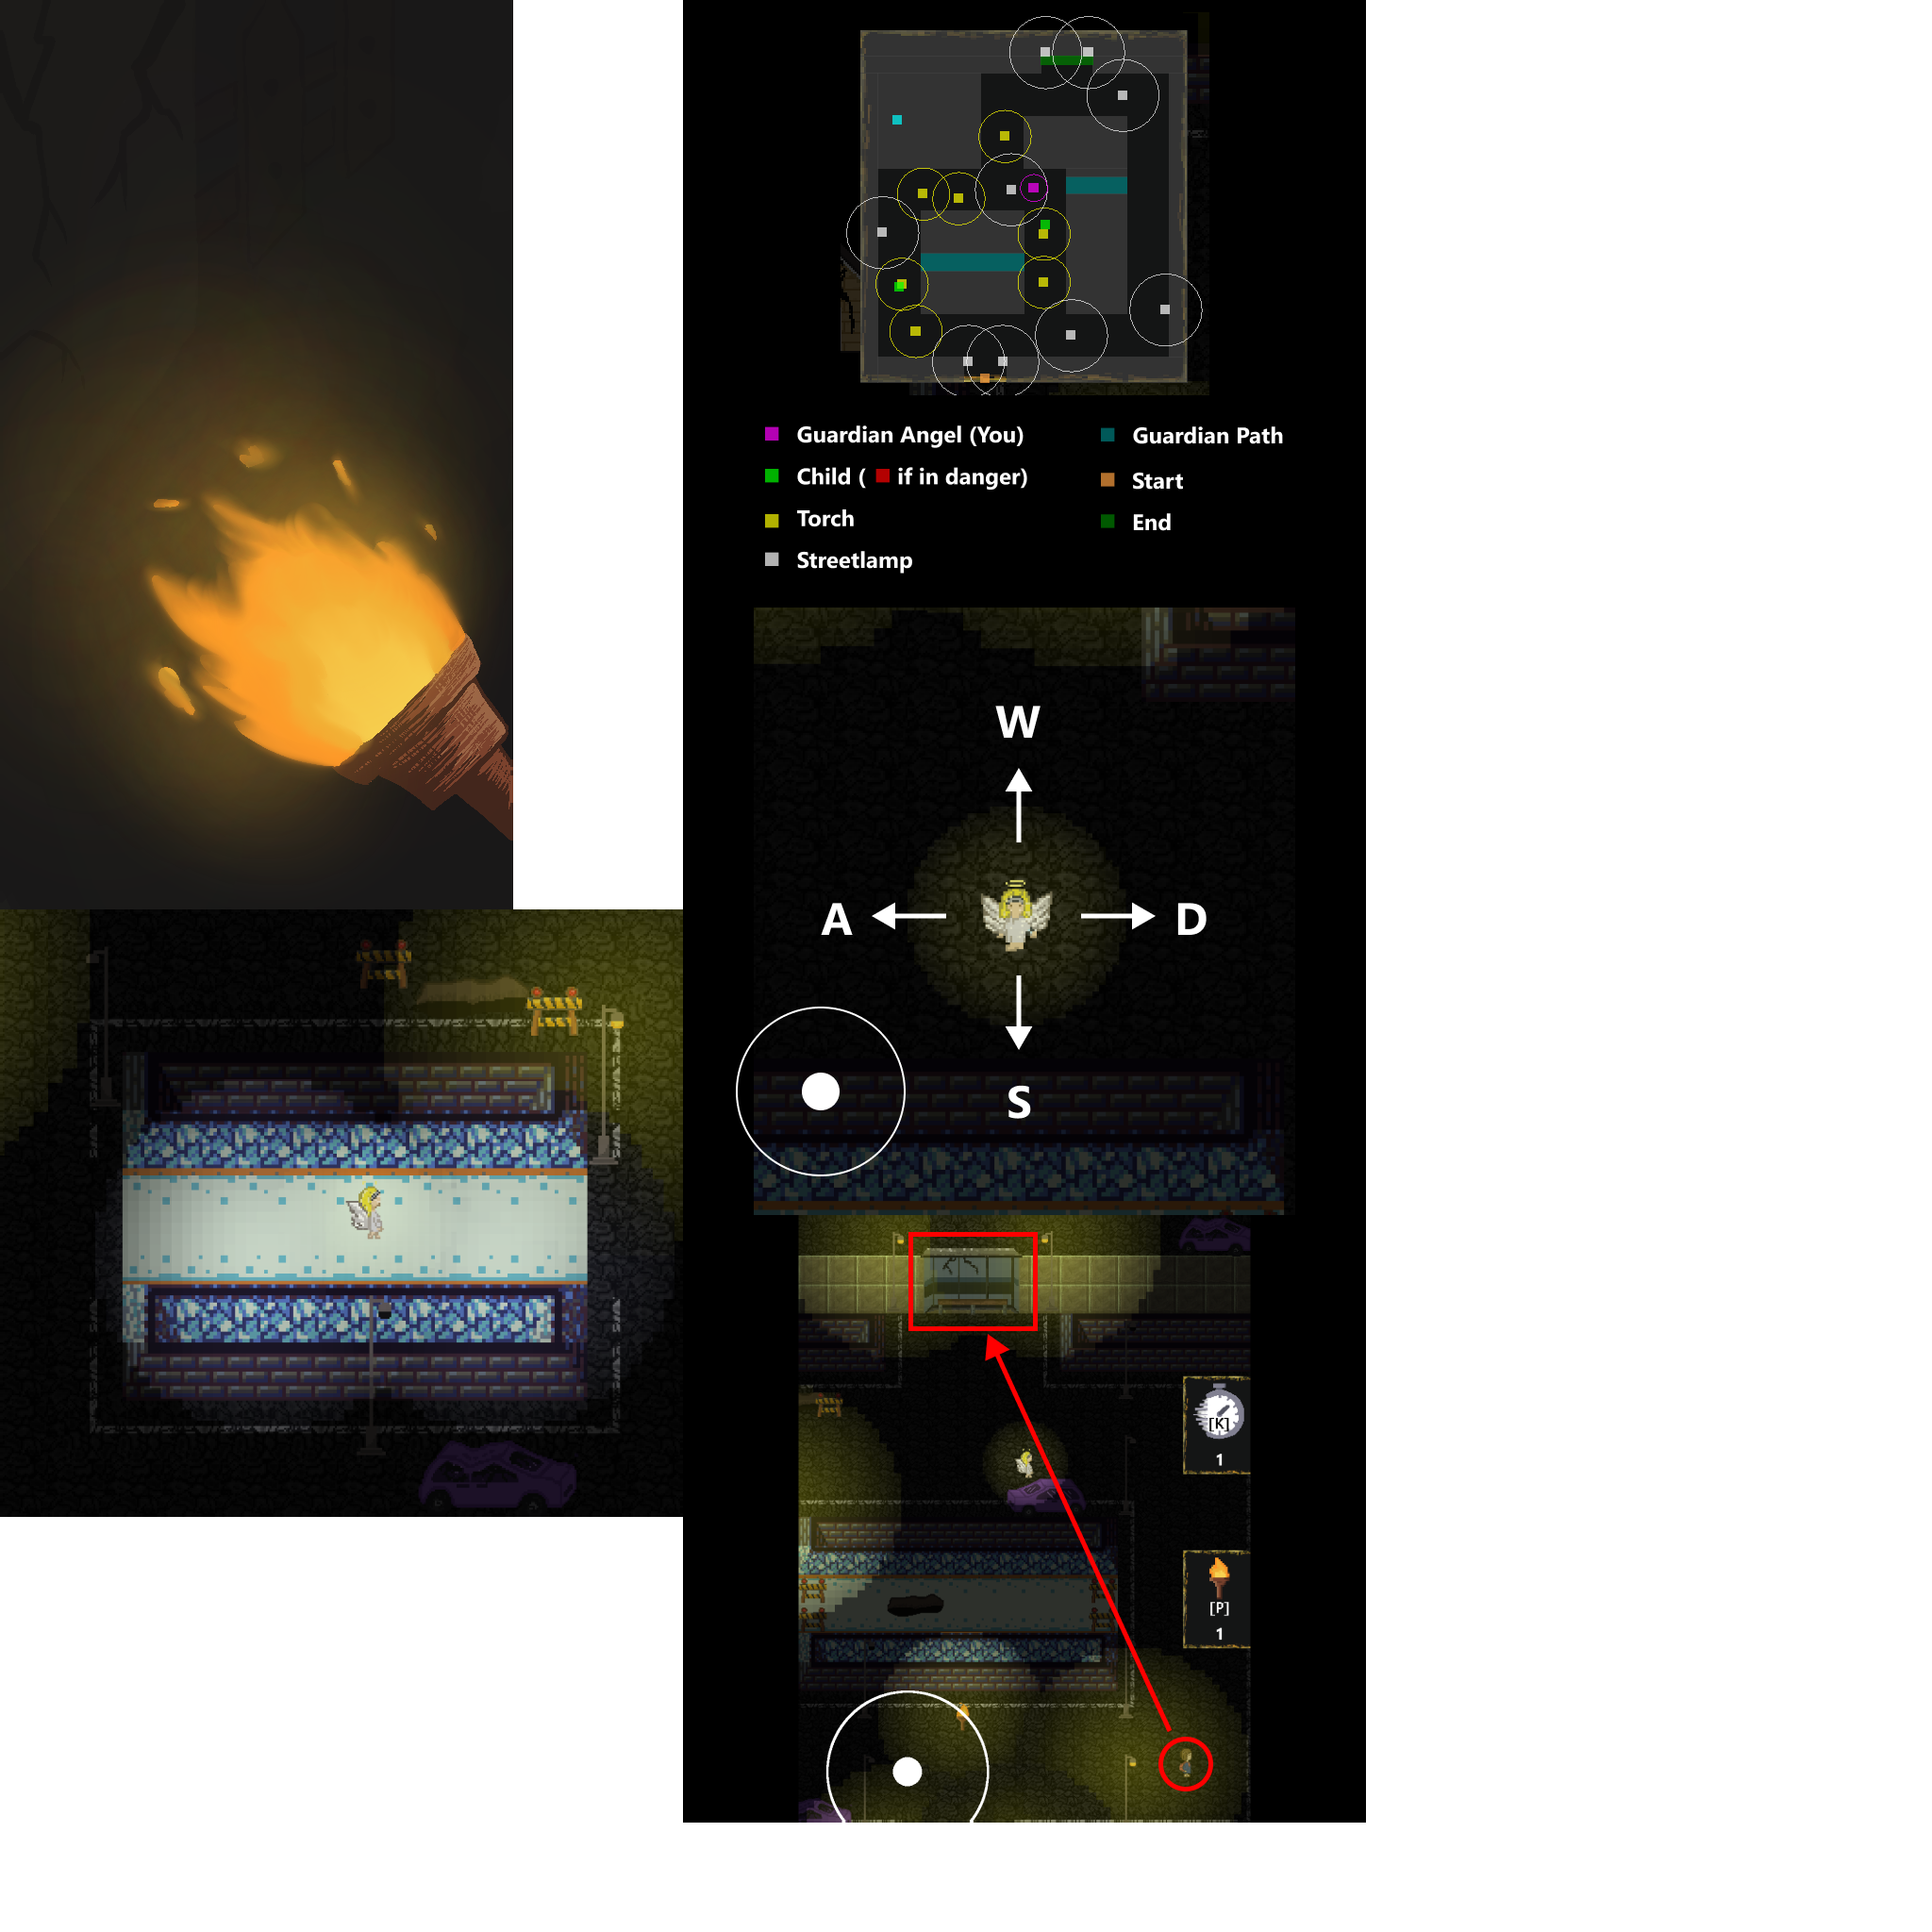 Guardian Angel (You)
Child ( if in danger)
Torch
Streetlamp
Guardian Path
Start
End
W
A
D
S
[K]
1
[P]
1